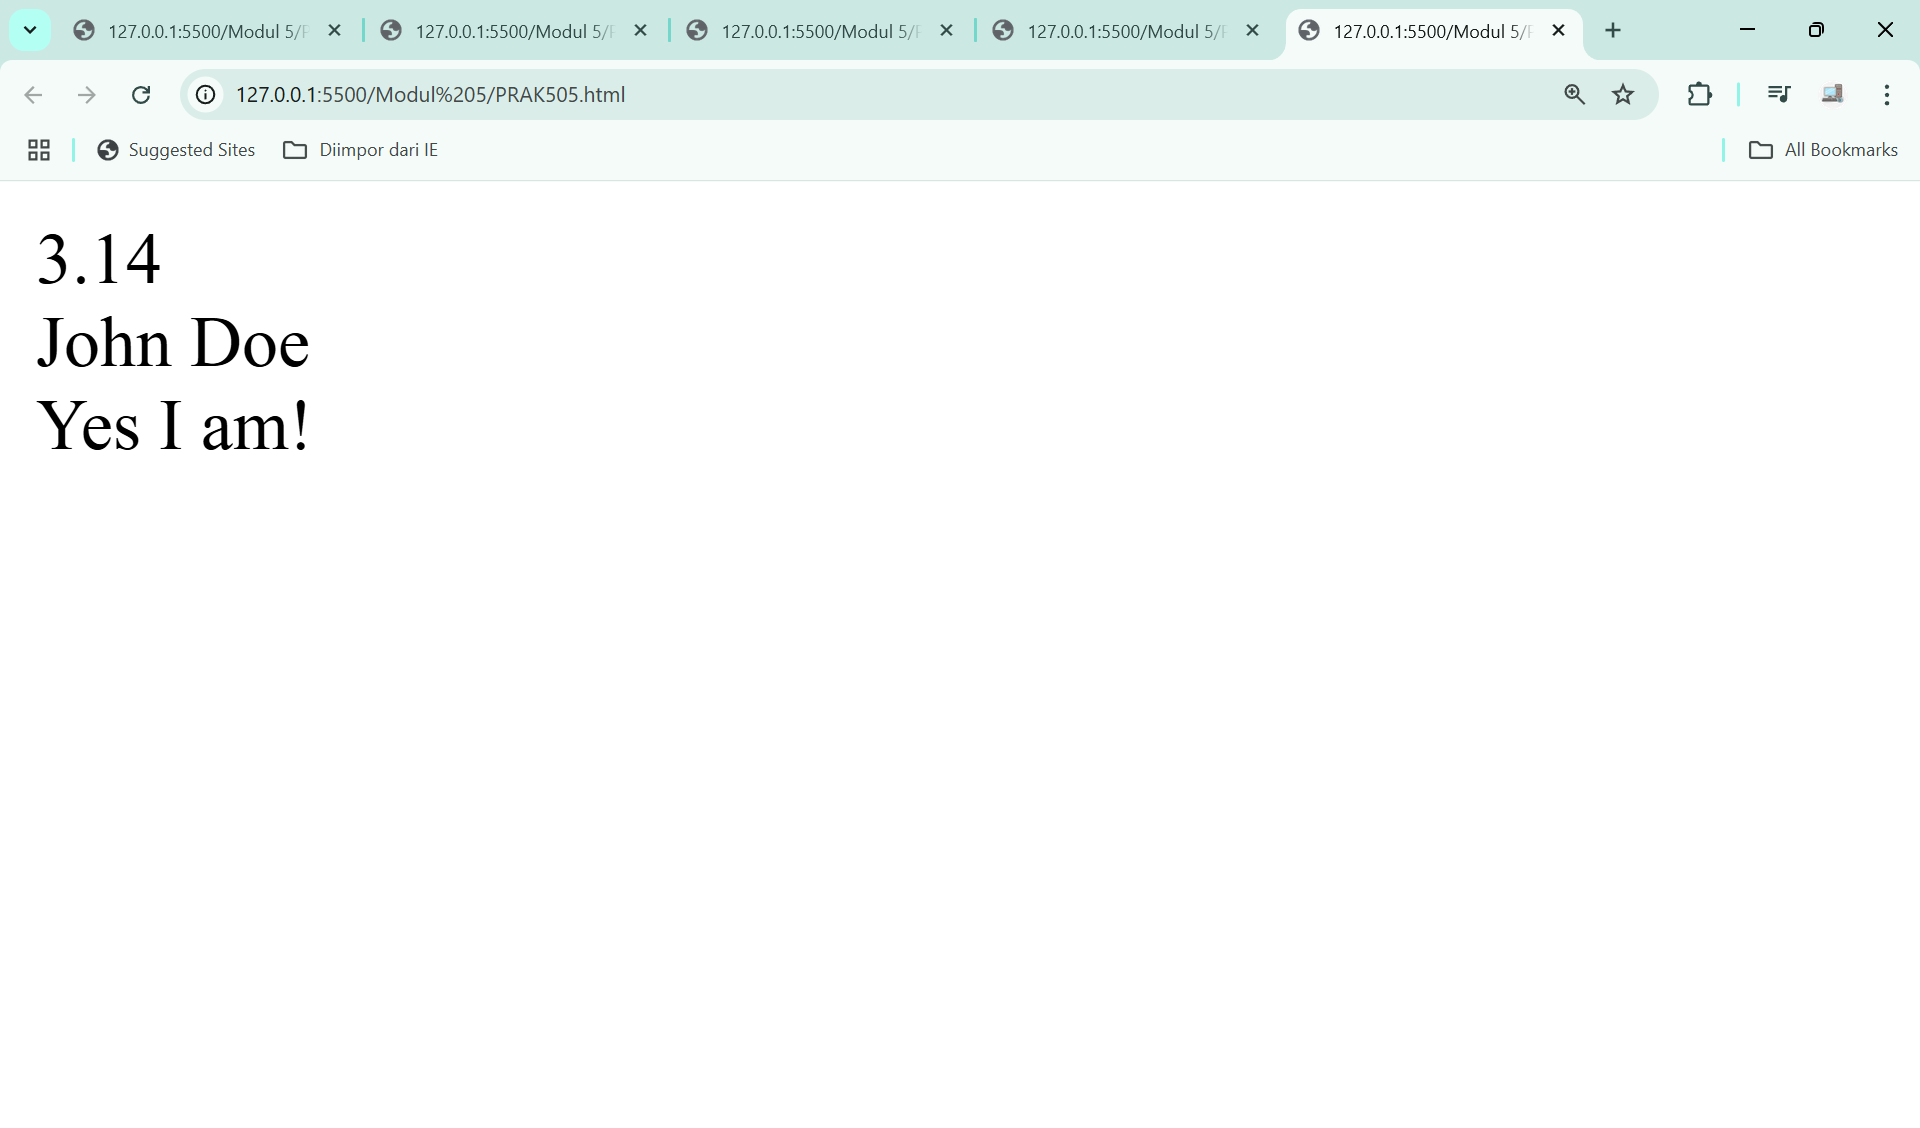 127.0.0.1:5500/Modul 5/ 127.0.0.1:5500/Modul 5/ 127.0.0.1:5500/Modul 5/ 127.0.0.1:5500/Modul 5/ 127.0.0.1:5500/Modul 5/
127.0.0.1:5500/Modul%205/PRAK505.html
Suggested Sites Diimpor dari IE All Bookmarks
3.14
John Doe
Yes I am!